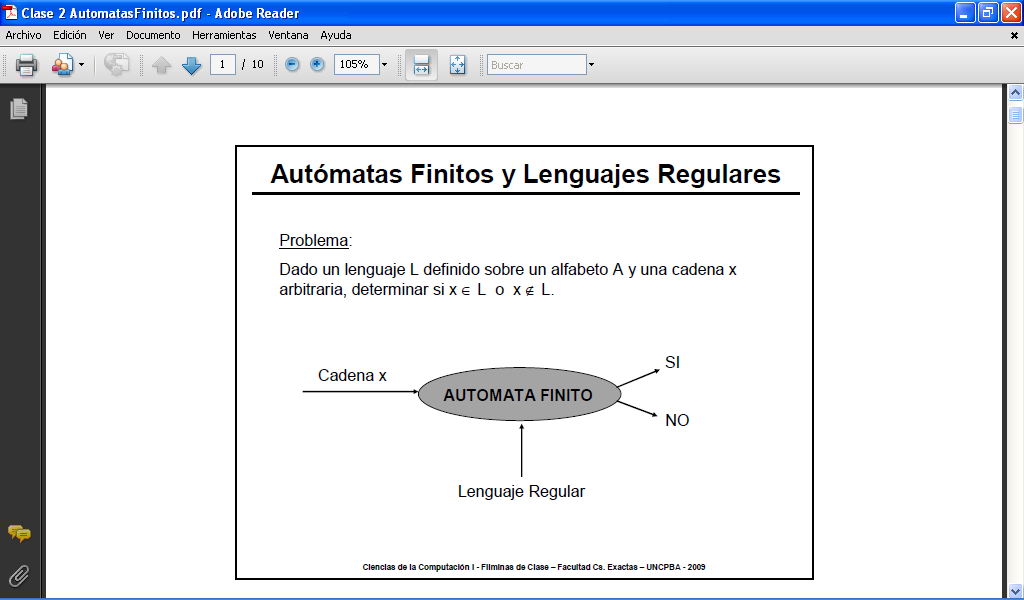 Clase 2 AutomatasFinitos.pdf - Adobe Reader
Archivo Edición Ver Documento Herramientas Ventana Ayuda
1 / 10 105% Buscar
Autómatas Finitos y Lenguajes Regulares
Problema:
Dado un lenguaje L definido sobre un alfabeto A y una cadena x
arbitraria, determinar si x ∈ L o x ∉ L.
SI
Cadena x
AUTOMATA FINITO
NO
Lenguaje Regular
Ciencias de la Computación I - Filminas de Clase – Facultad Cs. Exactas – UNCPBA - 2009